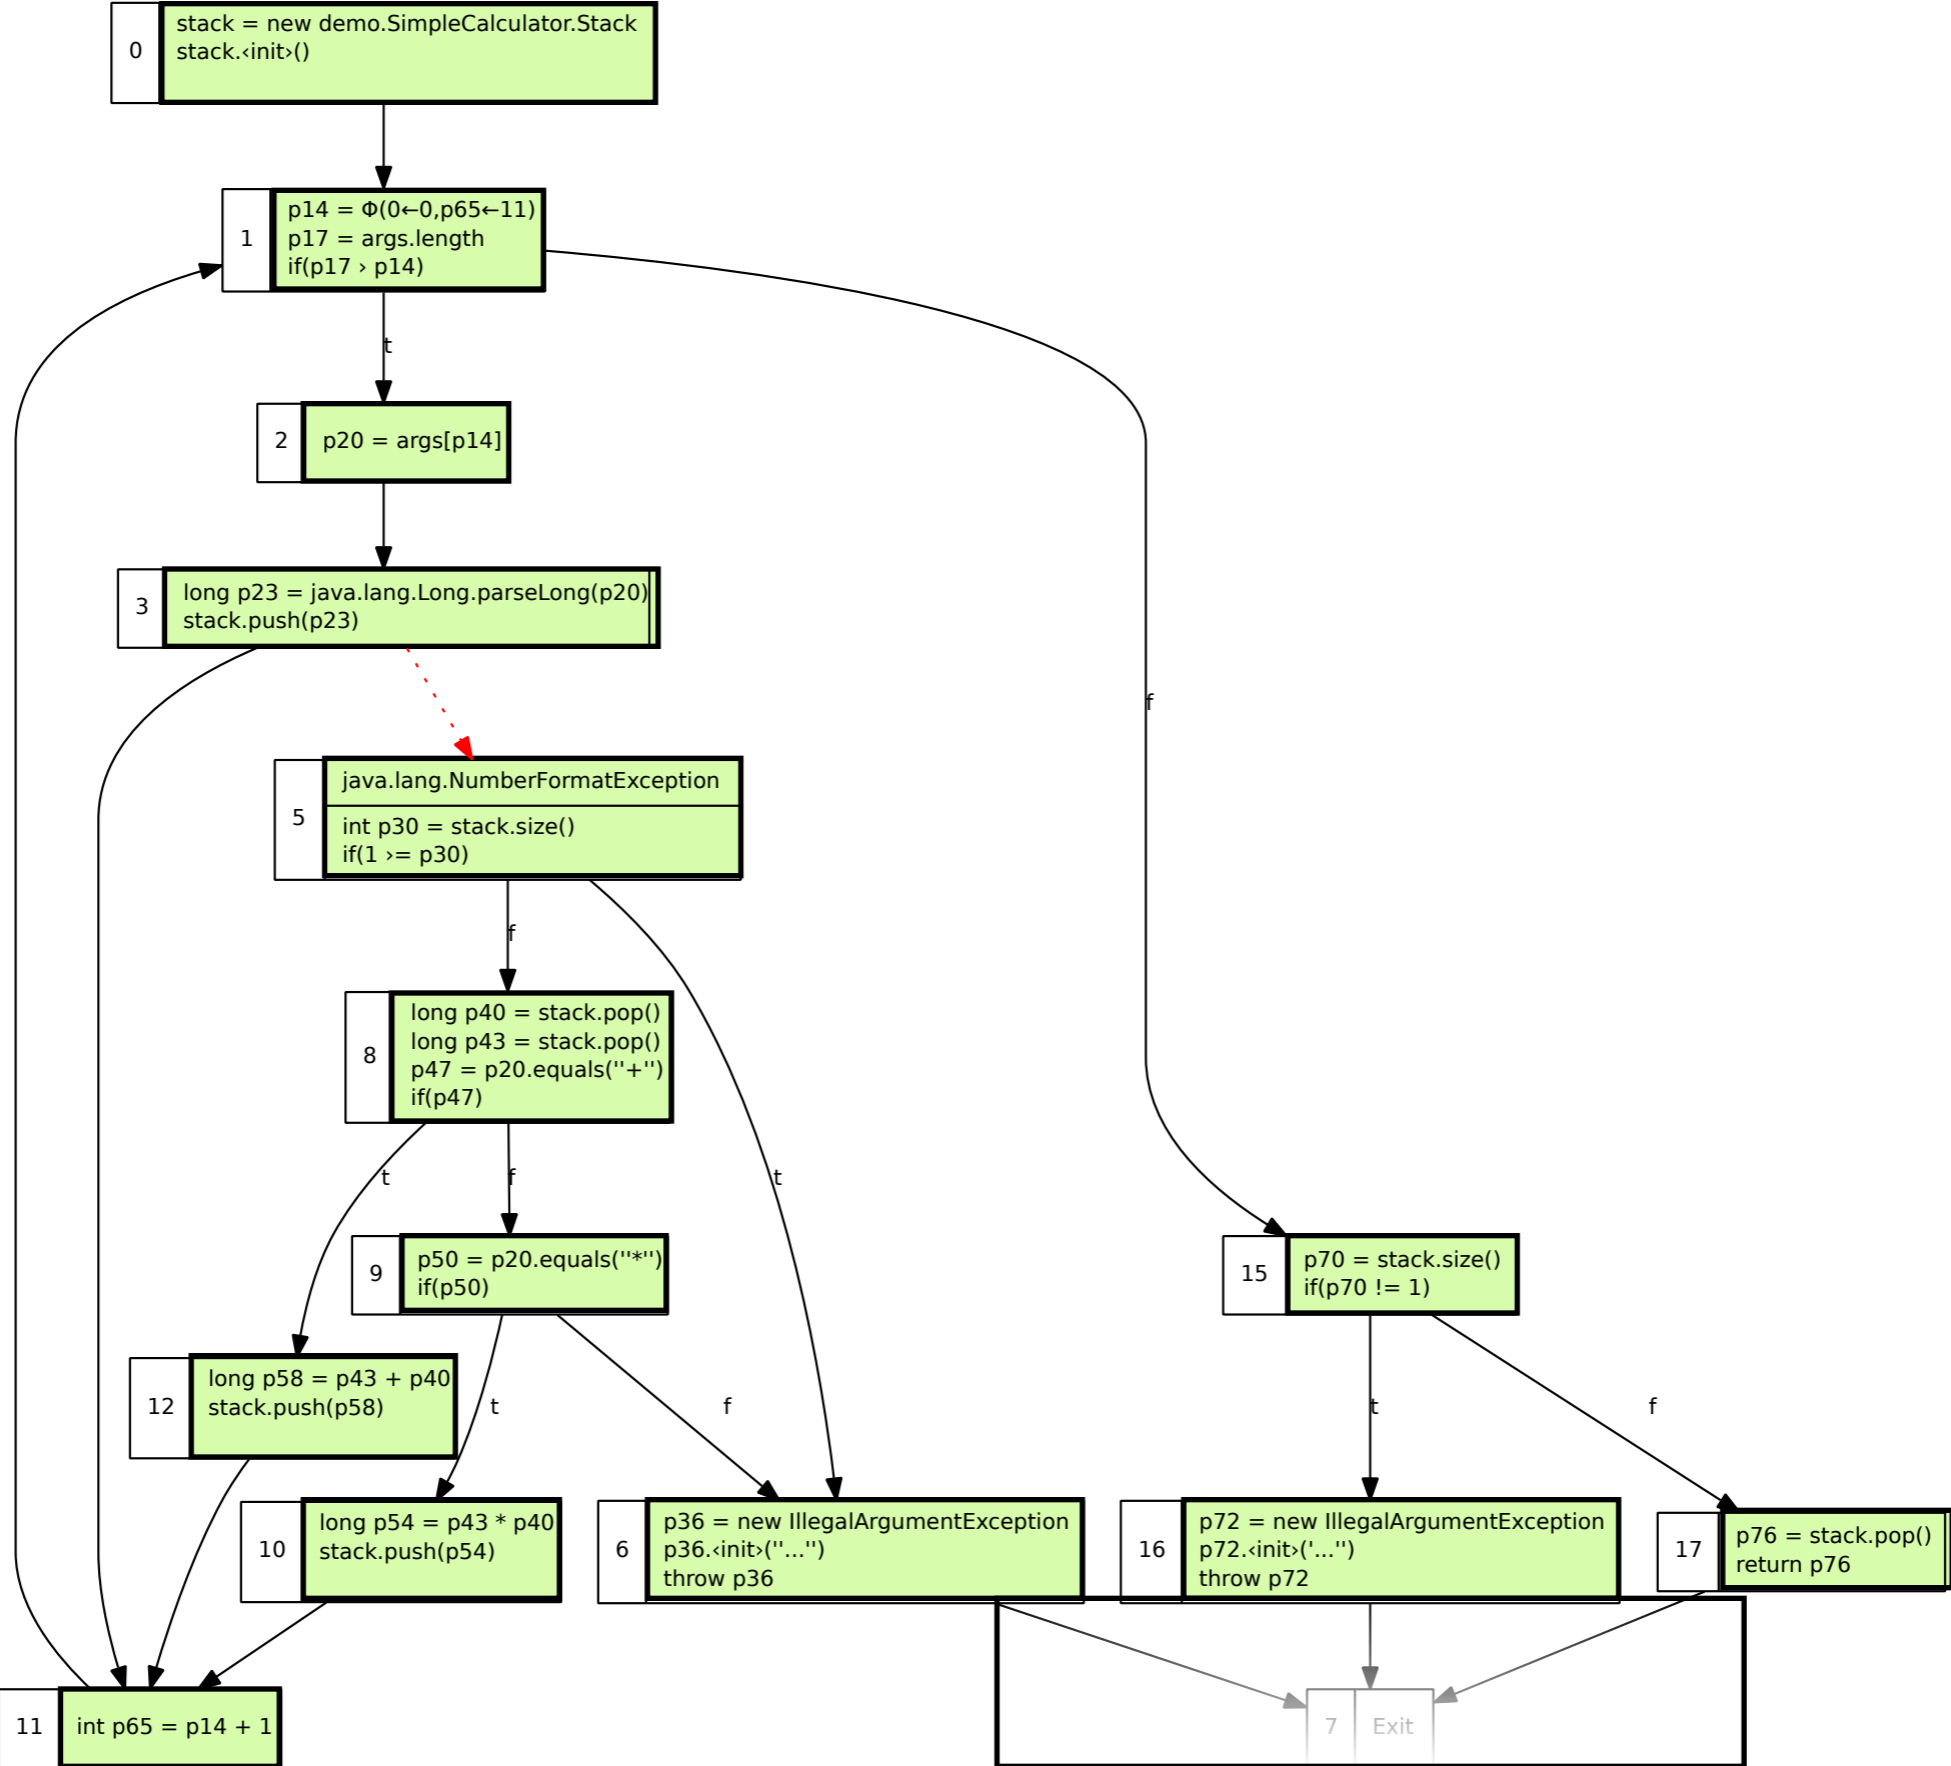 0
stack = new demo.SimpleCalculator.Stack
stack.‹init›()
1
p14 = Φ(0←0,p65←11)
p17 = args.length
if(p17 › p14)
t
2
p20 = args[p14]
3
long p23 = java.lang.Long.parseLong(p20)
stack.push(p23)
f
5
java.lang.NumberFormatException
int p30 = stack.size()
if(1 ›= p30)
f
8
long p40 = stack.pop()
long p43 = stack.pop()
p47 = p20.equals(''+'')
if(p47)
t
f
t
9
p50 = p20.equals(''*'')
if(p50)
15
p70 = stack.size()
if(p70 != 1)
12
long p58 = p43 + p40
stack.push(p58)
t
f
t
f
10
long p54 = p43 * p40
stack.push(p54)
6
p36 = new IllegalArgumentException
p36.‹init›(''...'')
throw p36
16
p72 = new IllegalArgumentException
p72.‹init›('...'')
throw p72
17
p76 = stack.pop()
return p76
11
int p65 = p14 + 1
7
Exit